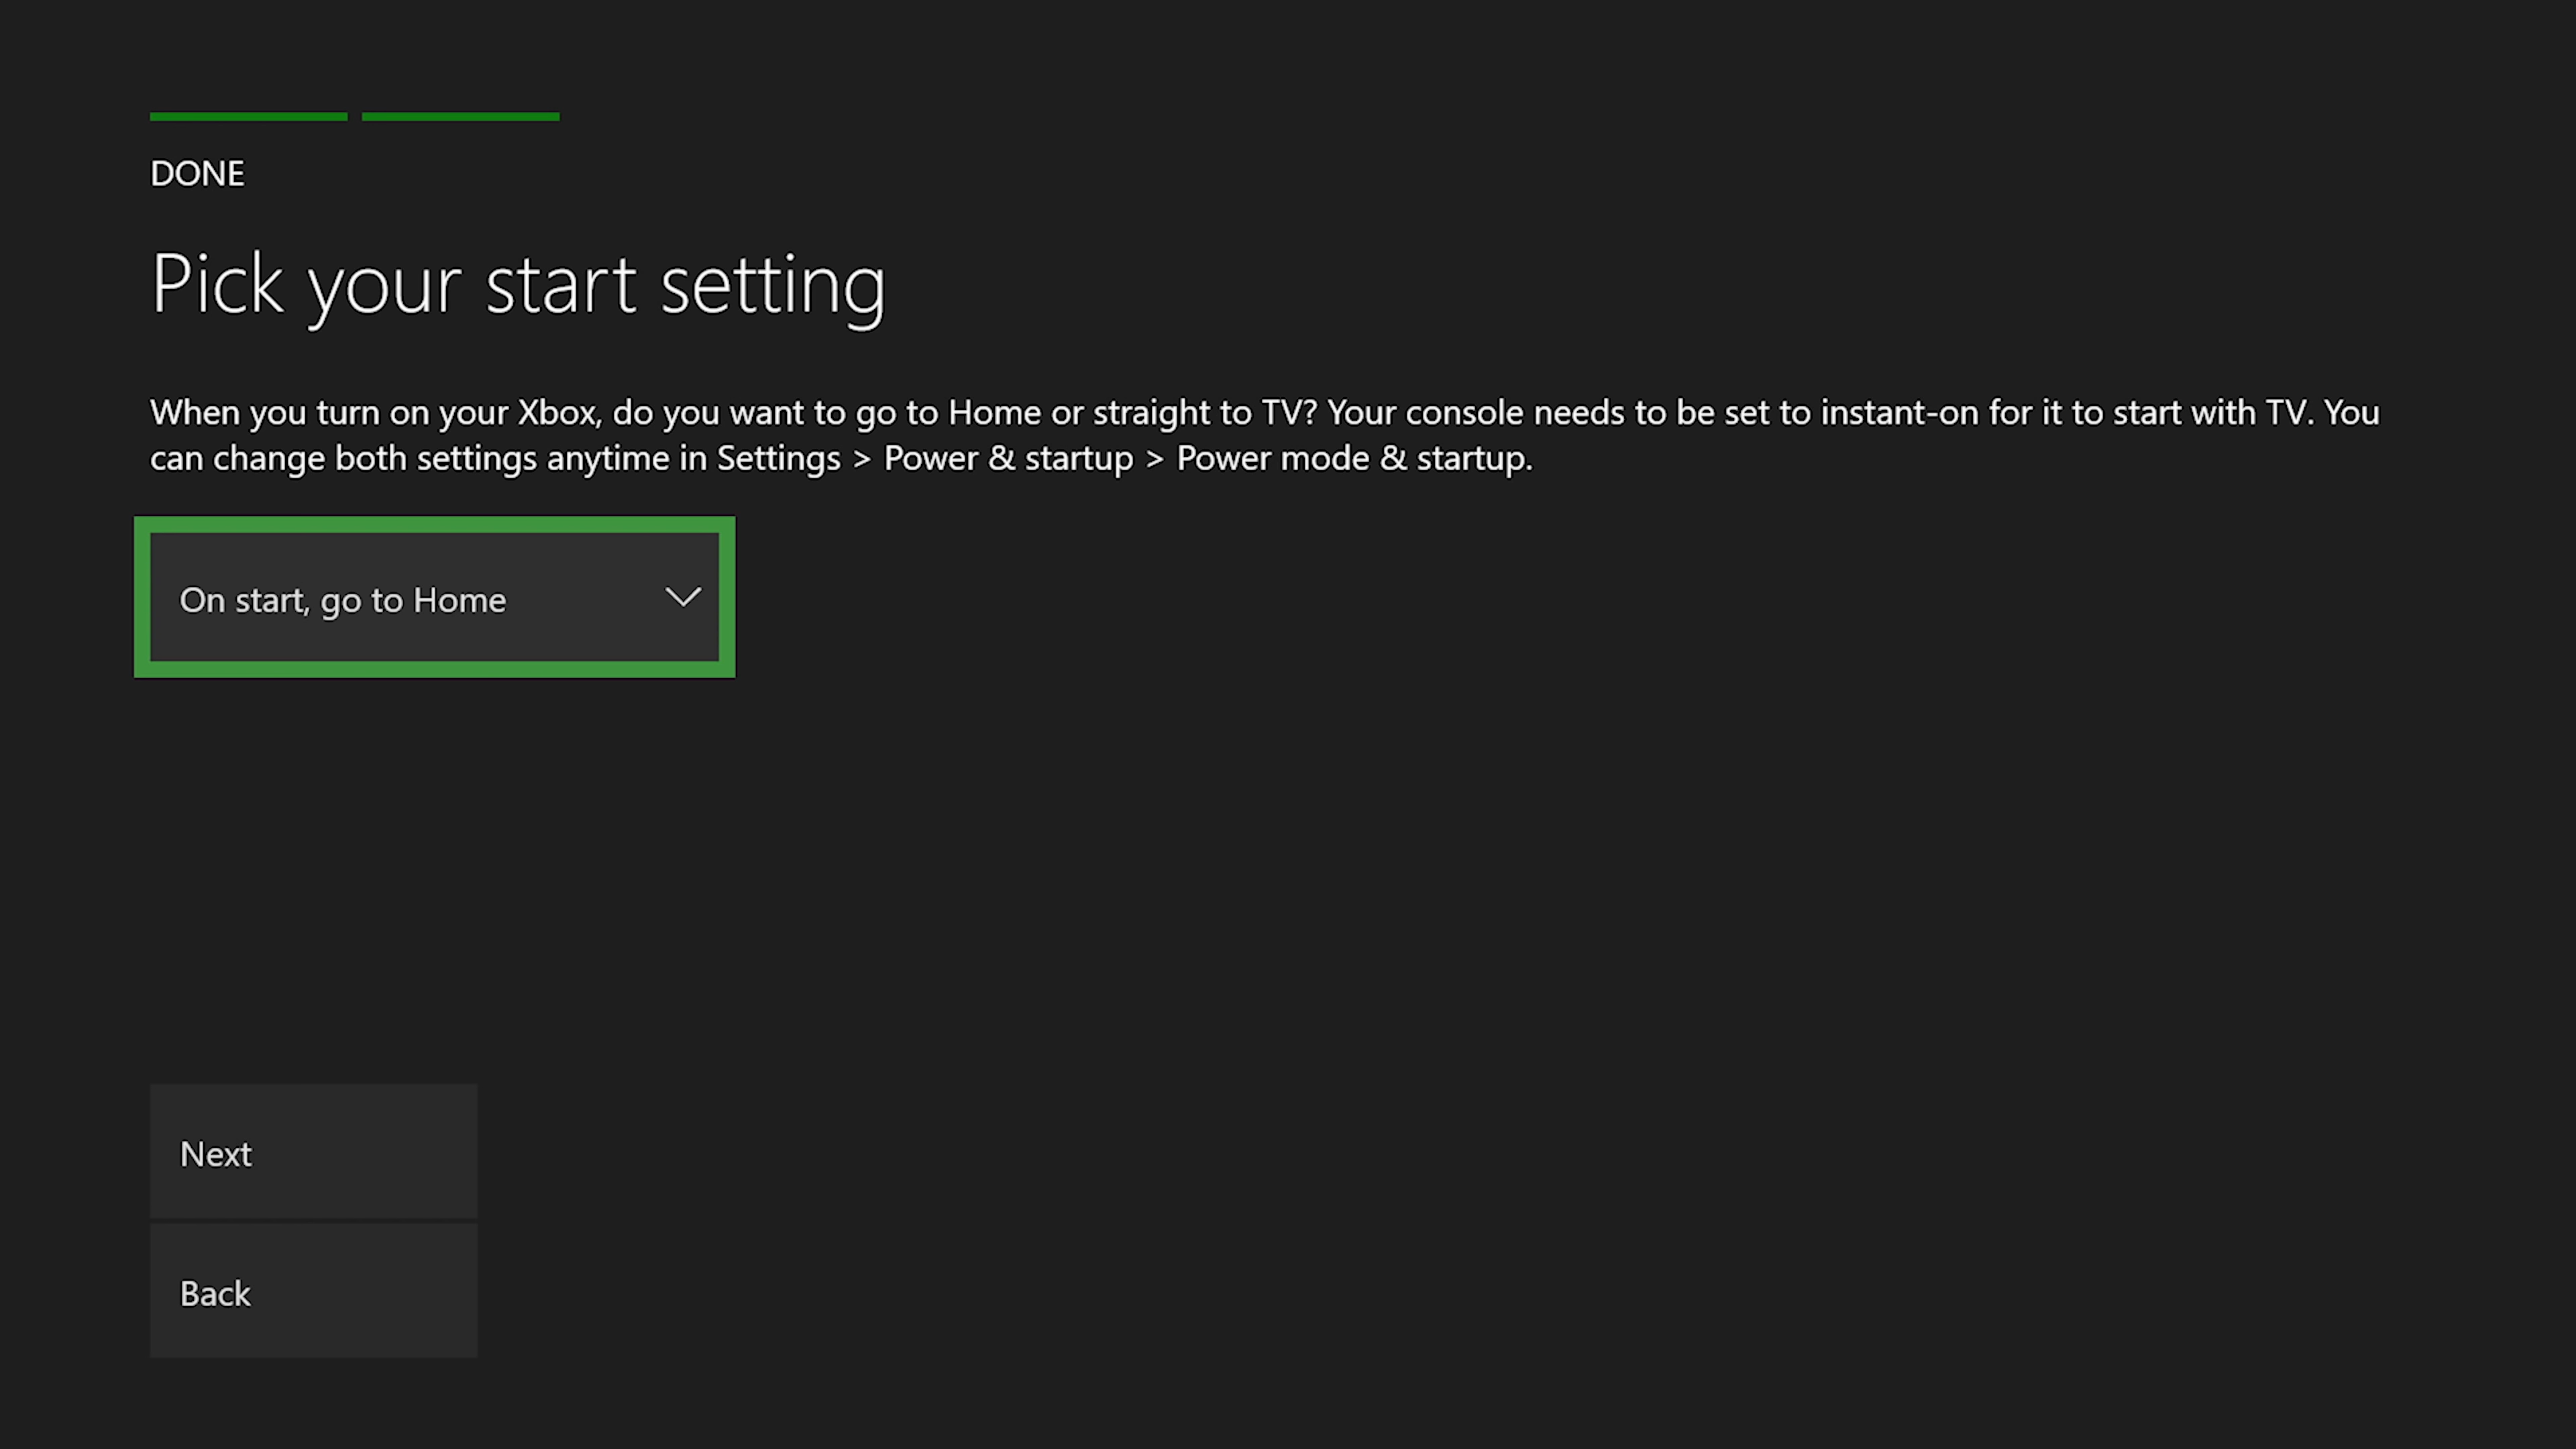 DONE
Pick your start setting
When you turn on your Xbox, do you want to go to Home or straight to TV? Your console needs to be set to instant-on for it to start with TV. You
can change both settings anytime in Settings > Power & startup > Power mode & startup.
On start, go to Home
Next
Back